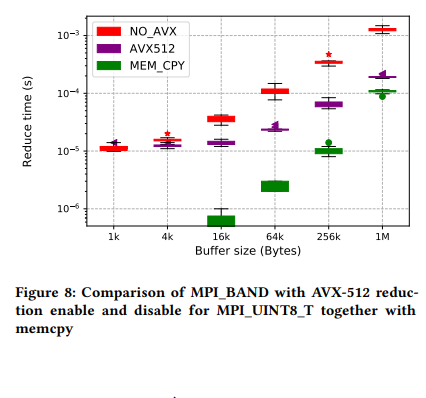 NO_AVX
AVX512
MEM_CPY
10⁻³
10⁻⁴
10⁻⁵
10⁻⁶
Reduce time (s)
1k 4k 16k 64k 256k 1M
Buffer size (Bytes)
Figure 8: Comparison of MPI_BAND with AVX-512 reduc-
tion enable and disable for MPI_UINT8_T together with
memcpy